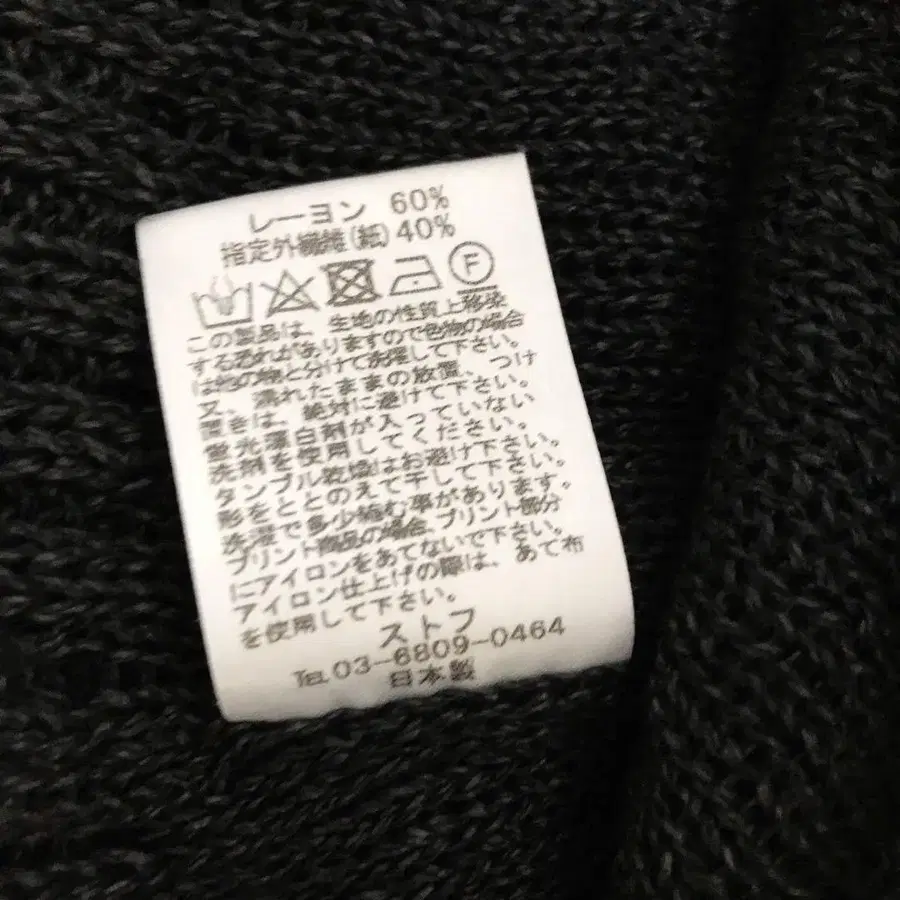 レーヨン 60%
指定外繊維(紙) 40%
F
この製品は、生地の性質上移染
する恐れがありますので色物の場合
は他の物と分けて洗濯して下さい。
又、濡れたままの放置、つけ
置きは、絶対に避けて下さい。
蛍光薄白剤が入っていない
洗剤を使用してください。
タンブル乾燥はお避け下さい。
形をととのえて干して下さい。
洗濯で多少縮む事があります。
プリント商品の場合、プリント部分
にアイロンをあてないで下さい。
アイロン仕上げの際は、あて布
を使用して下さい。
ストフ
TEL 03-6809-0464
日本製